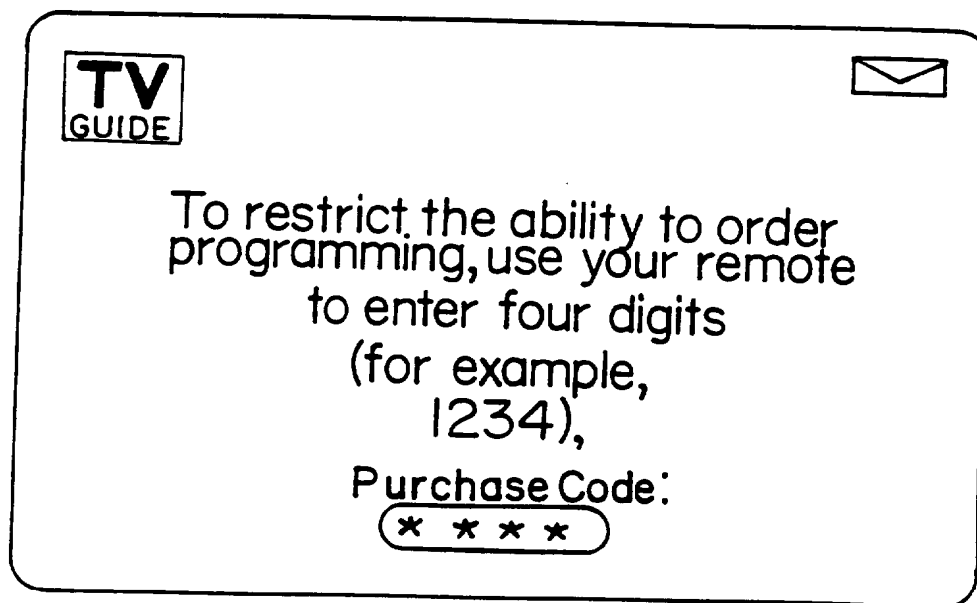 TV
GUIDE
To restrict the ability to order
programming, use your remote
to enter four digits
(for example,
1234),
Purchase Code:
* * * *